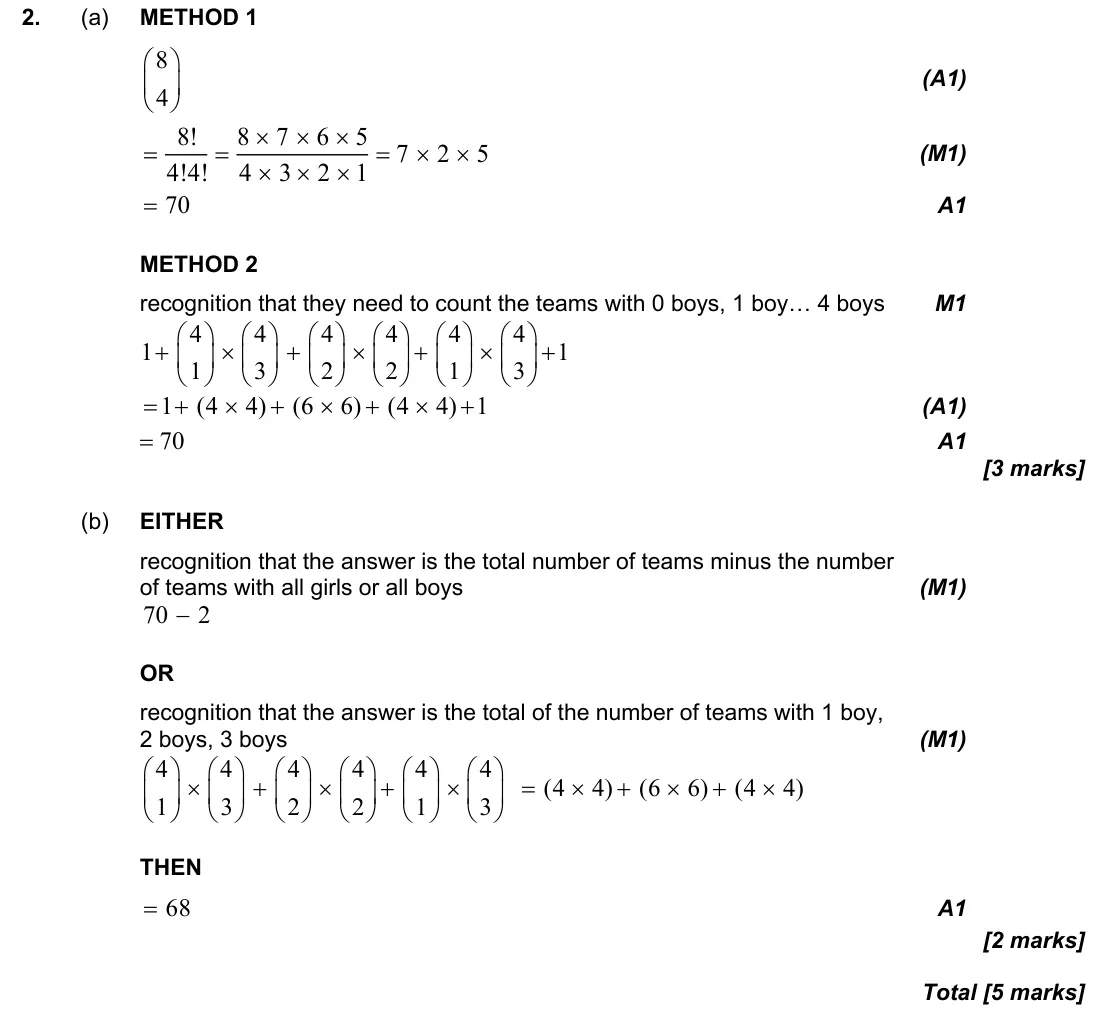 2. (a) METHOD 1
(8 4) (A1)
= 8!/4!4! = 8 × 7 × 6 × 5/4 × 3 × 2 × 1 = 7 × 2 × 5 (M1)
= 70 A1
METHOD 2
recognition that they need to count the teams with 0 boys, 1 boy… 4 boys M1
1+ (4 1) × (4 3) + (4 2) × (4 2) + (4 1) × (4 3) +1
=1+ (4 × 4)+ (6 × 6)+ (4 × 4)+1 (A1)
= 70 A1
[3 marks]
(b) EITHER
recognition that the answer is the total number of teams minus the number
of teams with all girls or all boys (M1)
70 − 2
OR
recognition that the answer is the total of the number of teams with 1 boy,
2 boys, 3 boys (M1)
(4 1) × (4 3) + (4 2) × (4 2) + (4 1) × (4 3) = (4 × 4)+ (6 × 6)+ (4 × 4)
THEN
= 68 A1
[2 marks]
Total [5 marks]